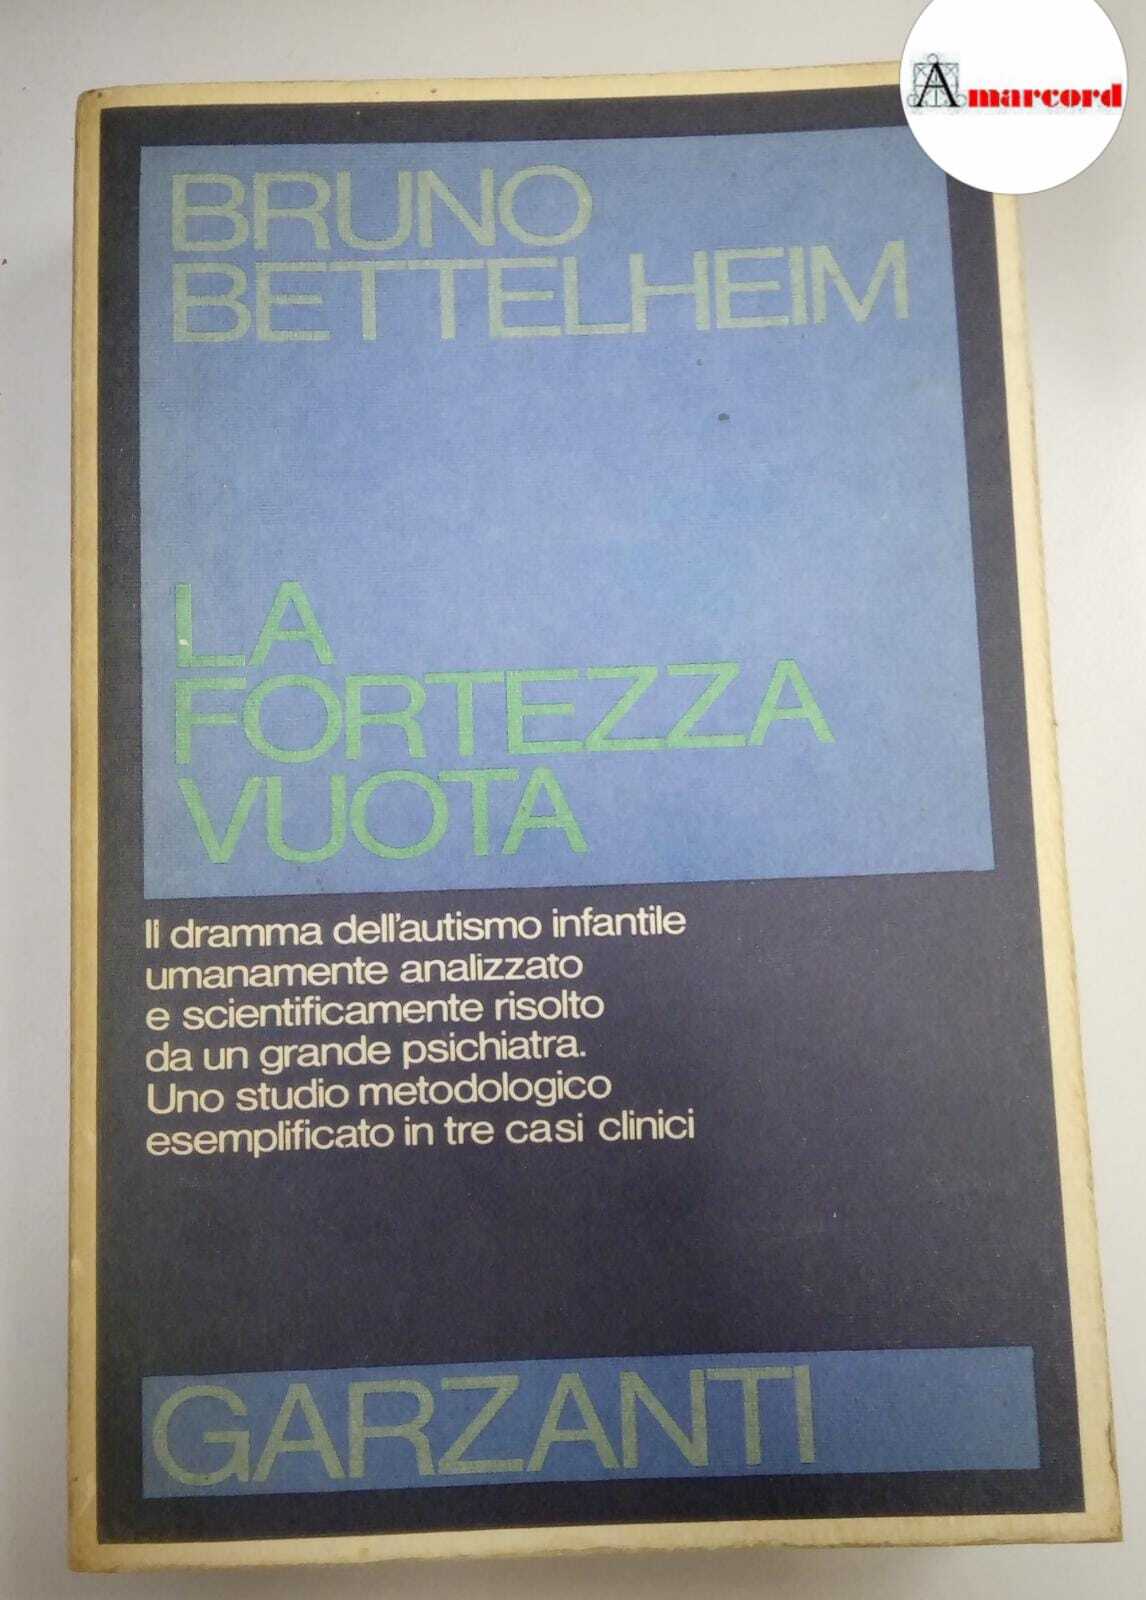 Amarcord
BRUNO
BETTELHEIM
LA
FORTEZZA
VUOTA
Il dramma dell'autismo infantile
umanamente analizzato
e scientificamente risolto
da un grande psichiatra.
Uno studio metodologico
esemplificato in tre casi clinici
GARZANTI